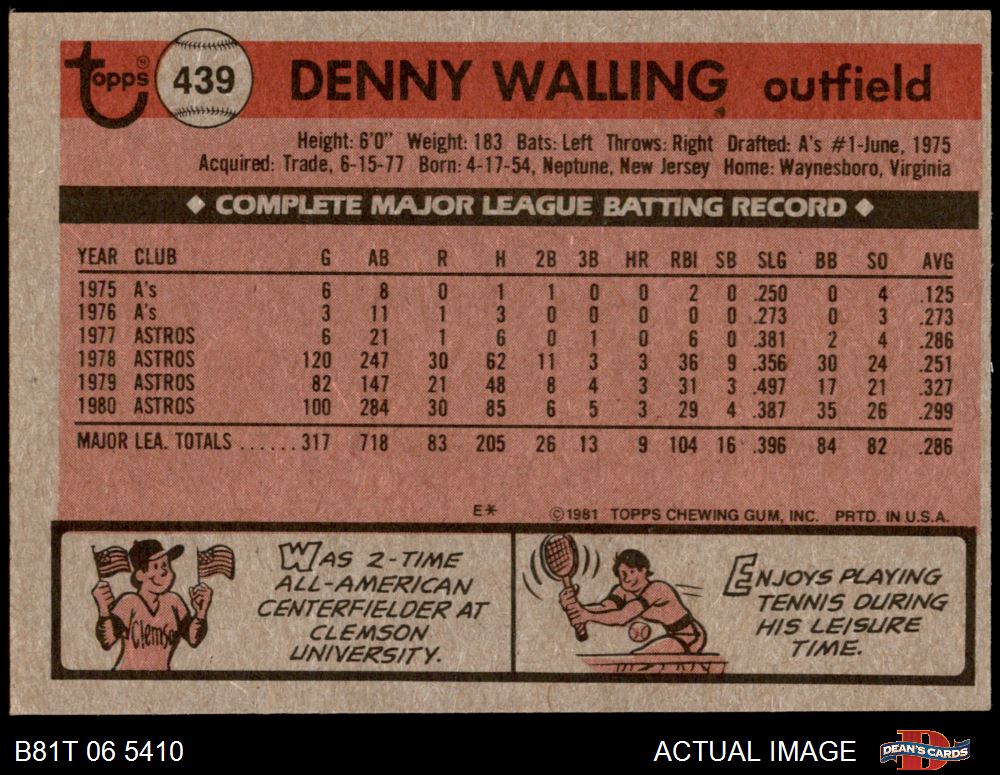 Topps 439 DENNY WALLING outfield
Height: 6'0" Weight: 183 Bats: Left Throws: Right Drafted: A's #1-June, 1975
Acquired: Trade, 6-15-77 Born: 4-17-54, Neptune, New Jersey Home: Waynesboro, Virginia
◆ COMPLETE MAJOR LEAGUE BATTING RECORD ◆
YEAR CLUB G AB R H 2B 3B HR RBI SB SLG BB SO AVG
1975 A's 6 8 0 1 1 0 0 2 0 .250 0 4 .125
1976 A's 3 11 1 3 0 0 0 0 0 .273 0 3 .273
1977 ASTROS 6 21 1 6 0 1 0 6 0 .381 2 4 .286
1978 ASTROS 120 247 30 62 11 3 3 36 9 .356 30 24 .251
1979 ASTROS 82 147 21 48 8 4 3 31 3 .497 17 21 .327
1980 ASTROS 100 284 30 85 6 5 3 29 4 .387 35 26 .299
MAJOR LEA. TOTALS ...... 317 718 83 205 26 13 9 104 16 .396 84 82 .286
E* ©1981 TOPPS CHEWING GUM, INC. PRTD. IN U.S.A.
WAS 2-TIME
ALL-AMERICAN
CENTERFIELDER AT
CLEMSON
UNIVERSITY.
Clemson
ENJOYS PLAYING
TENNIS DURING
HIS LEISURE
TIME.
B81T 06 5410 ACTUAL IMAGE DEAN'S CARDS